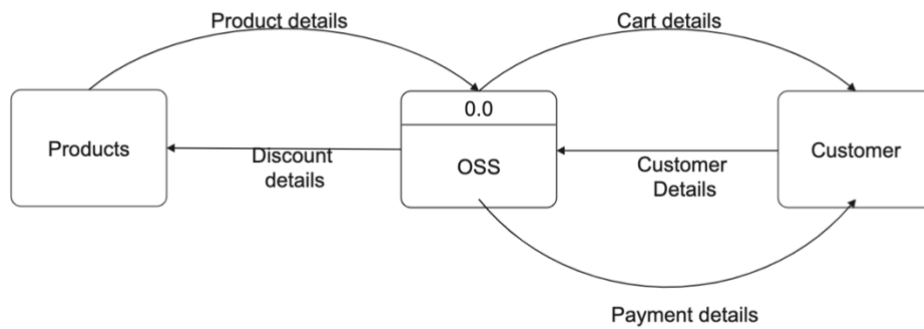 Product details
Cart details
0.0
Products
Discount
details
OSS
Customer
Details
Customer
Payment details